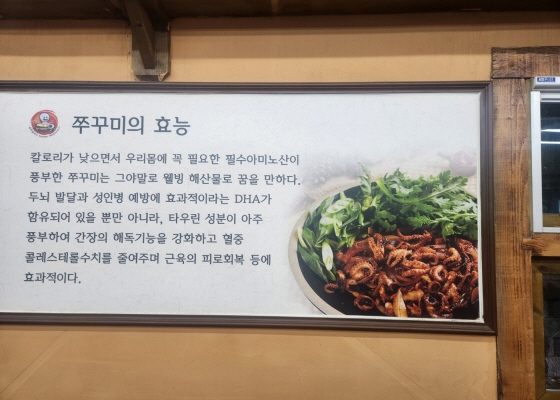 쭈꾸미의 효능
칼로리가 낮으면서 우리몸에 꼭 필요한 필수아미노산이
풍부한 쭈꾸미는 그야말로 웰빙 해산물로 꿈을 만하다.
두뇌 발달과 성인병 예방에 효과적이라는 DHA가
함유되어 있을 뿐만 아니라, 타우린 성분이 아주
풍부하여 간장의 해독기능을 강화하고 혈중
콜레스테롤수치를 줄여주며 근육의 피로회복 등에
효과적이다.